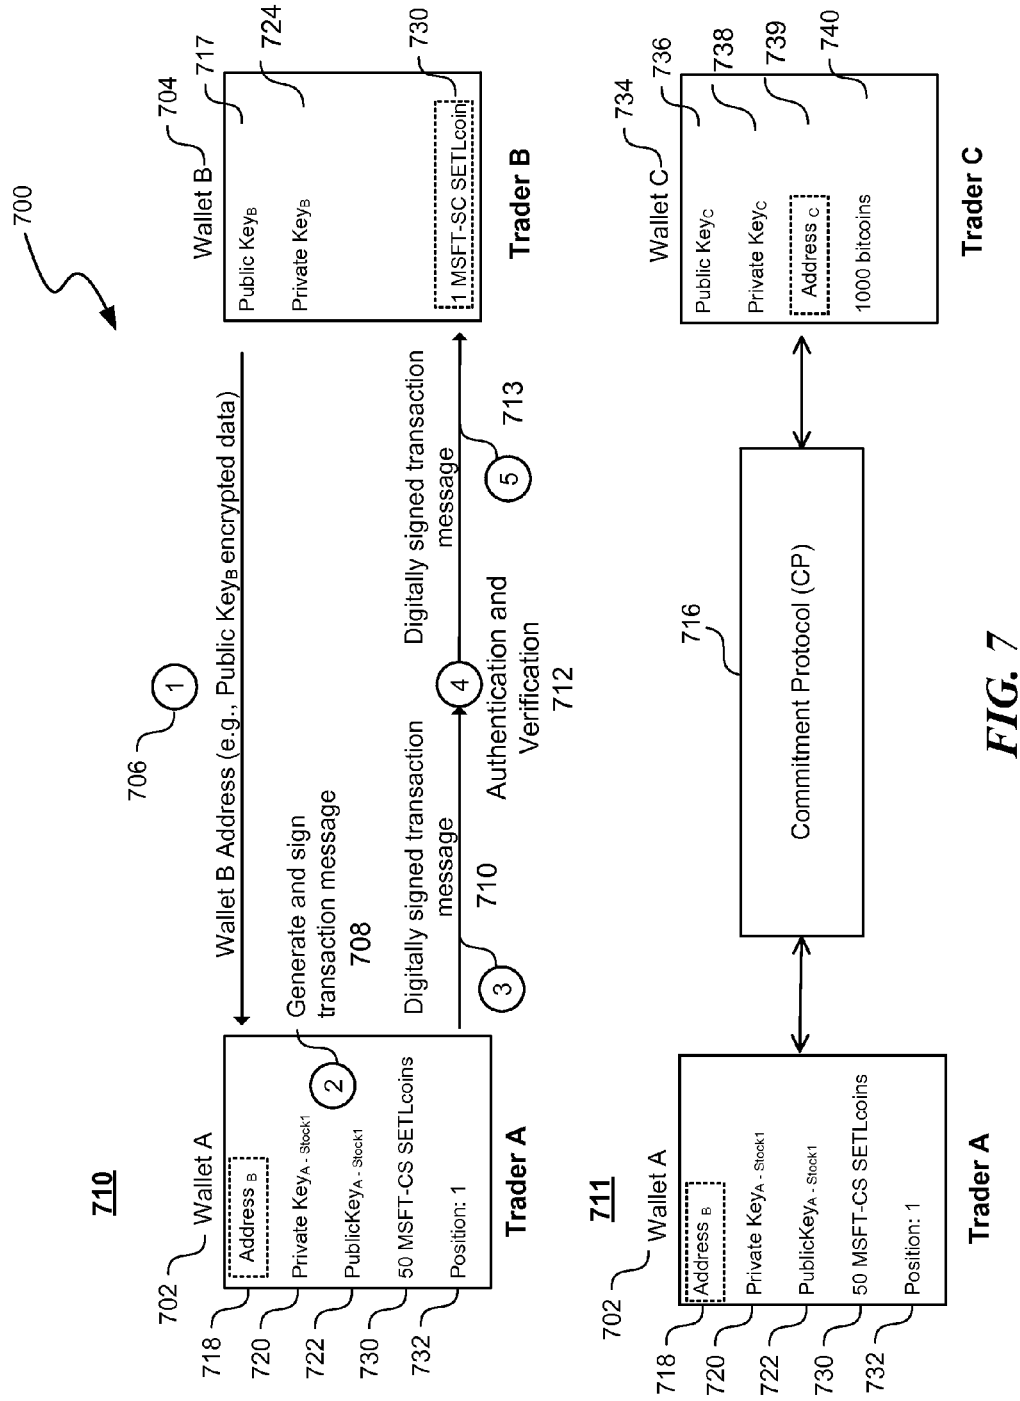 700
710
702
Wallet A
718
Address B
720
Private KeyA - Stock1
722
PublicKeyA - Stock1
730
50 MSFT-CS SETLcoins
732
Position: 1
Trader A
706
1
Wallet B Address (e.g., Public KeyB encrypted data)
2
Generate and sign
transaction message
708
Digitally signed transaction
message
3
710
4
Authentication and
Verification
712
Digitally signed transaction
message
5
713
Wallet B
704
717
Public KeyB
724
Private KeyB
730
1 MSFT-SC SETLcoin
Trader B
711
702
Wallet A
718
Address B
720
Private KeyA - Stock1
722
PublicKeyA - Stock1
730
50 MSFT-CS SETLcoins
732
Position: 1
Trader A
716
Commitment Protocol (CP)
Wallet C
734
736
Public KeyC
738
Private KeyC
739
Address C
740
1000 bitcoins
Trader C
FIG. 7